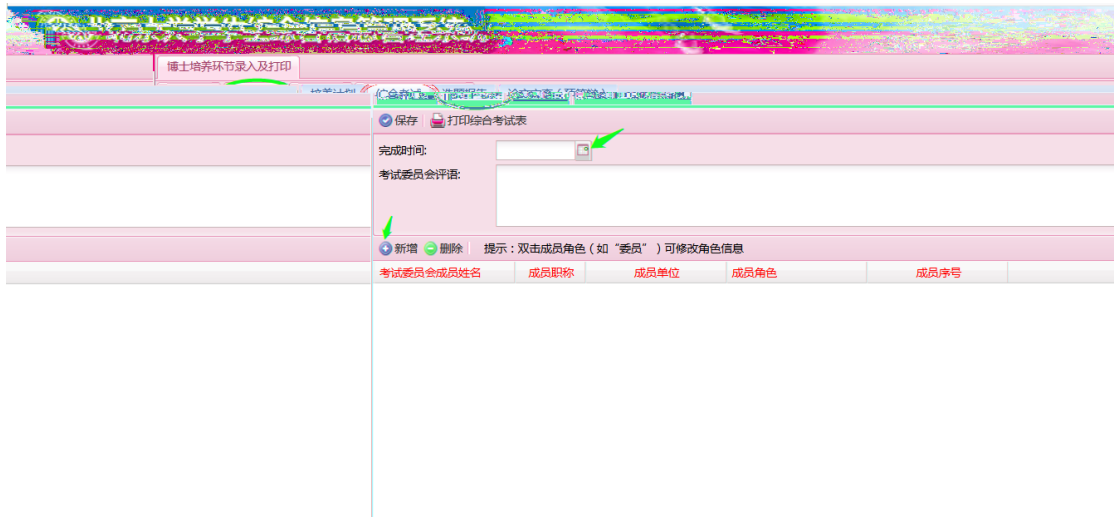 博士培养环节录入及打印
培养计划
保存 打印综合考试表
完成时间:
考试委员会评语:
新增 删除 提示：双击成员角色（如“委员”）可修改角色信息
考试委员会成员姓名 成员职称 成员单位 成员角色 成员序号